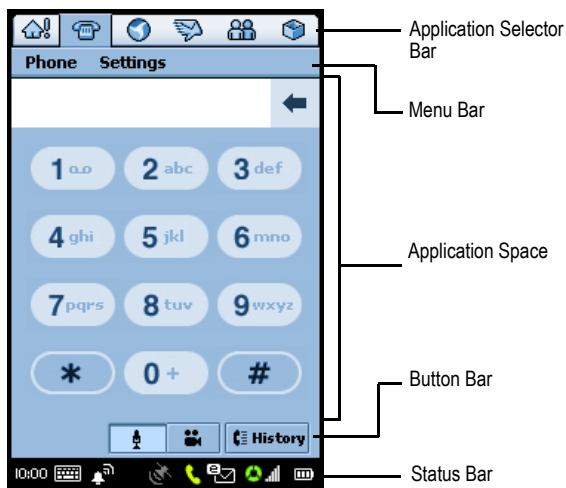 Application Selector
Bar
Phone Settings
Menu Bar
1
2 abc
3 def
4 ghi
5 jkl
6 mno
Application Space
7 pqrs
8 tuv
9 wxyz
* 0 + #
Button Bar
History
10:00
Status Bar